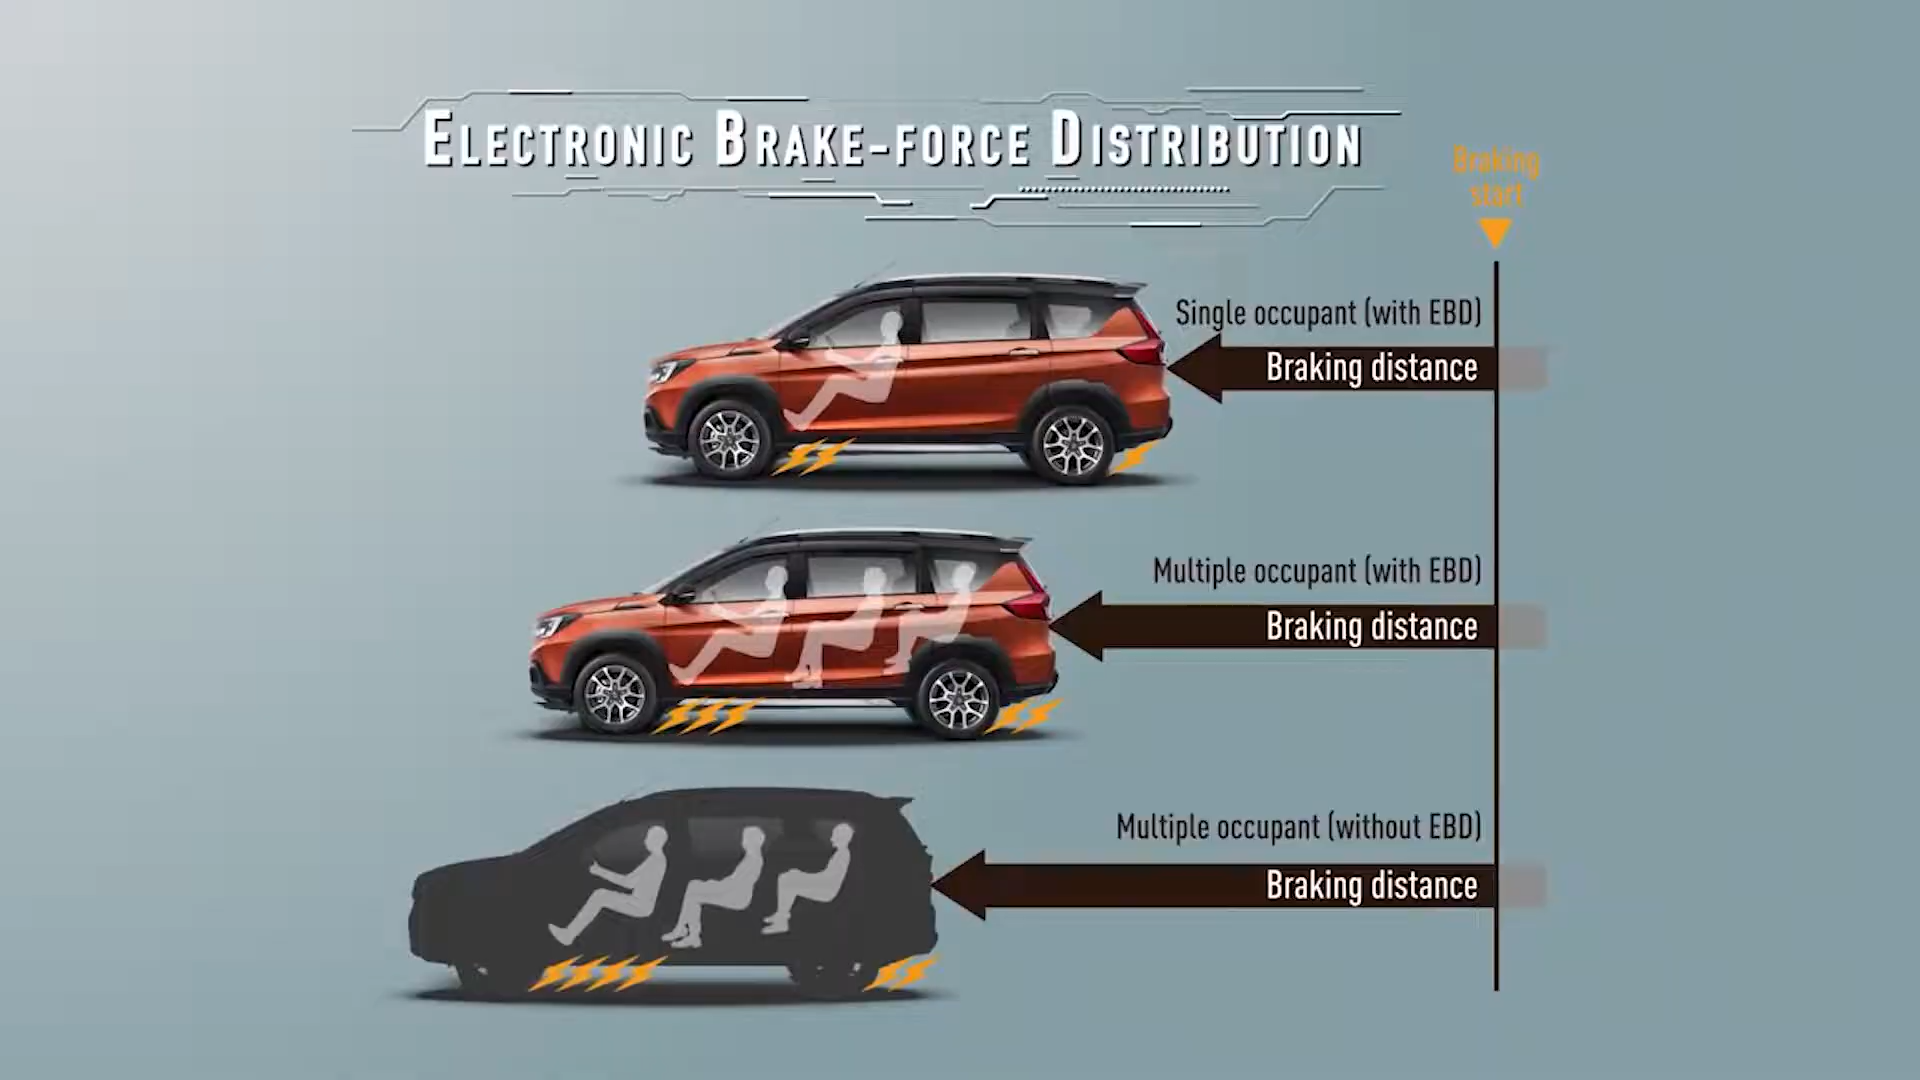 ELECTRONIC BRAKE-FORCE DISTRIBUTION
Braking
start
Single occupant (with EBD)
Braking distance
Multiple occupant (with EBD)
Braking distance
Multiple occupant (without EBD)
Braking distance